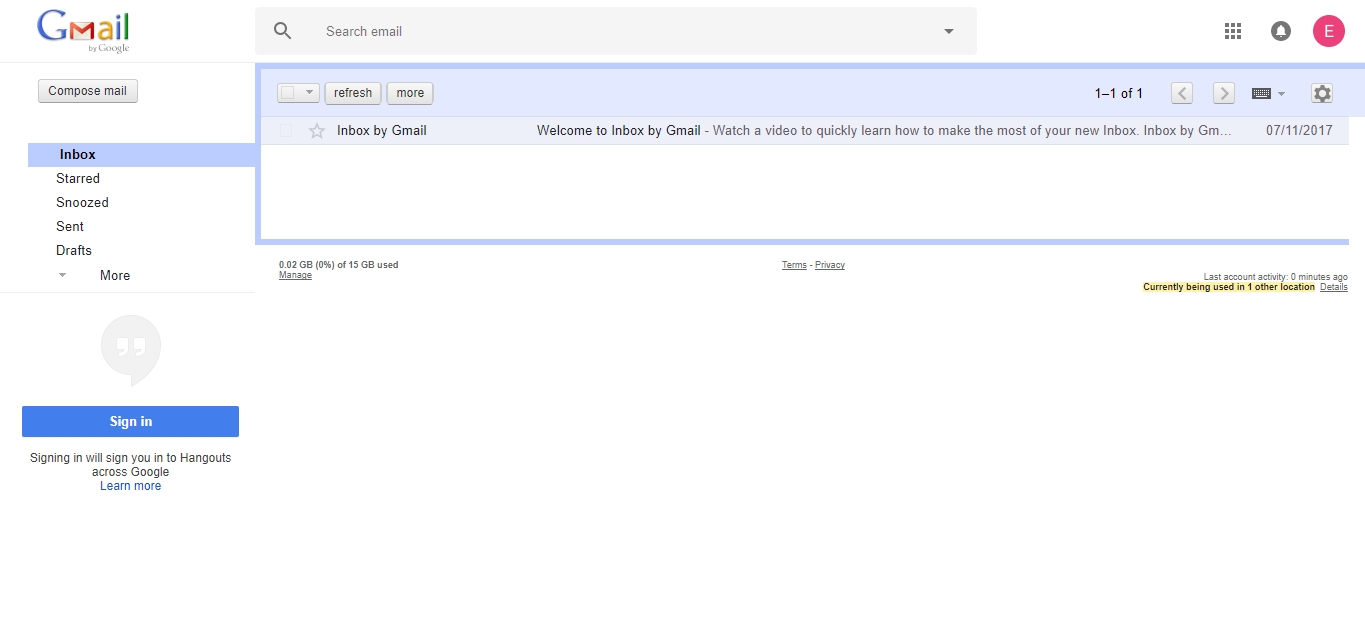 Gmail
by Google
Search email
E
Compose mail
refresh
more
1–1 of 1
Inbox by Gmail Welcome to Inbox by Gmail - Watch a video to quickly learn how to make the most of your new Inbox. Inbox by Gm... 07/11/2017
Inbox
Starred
Snoozed
Sent
Drafts
More
0.02 GB (0%) of 15 GB used
Manage
Terms - Privacy
Last account activity: 0 minutes ago
Currently being used in 1 other location Details
Sign in
Signing in will sign you in to Hangouts
across Google
Learn more